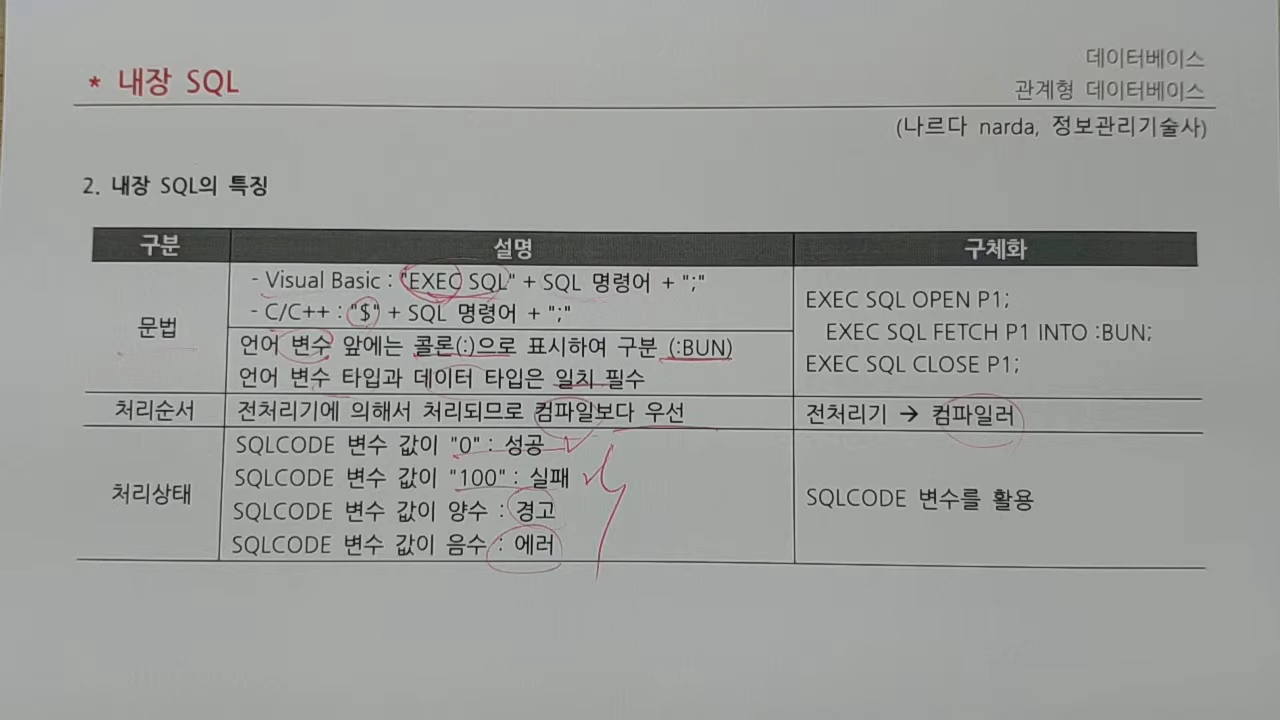 * 내장 SQL
데이터베이스
관계형 데이터베이스
(나르다 narda, 정보관리기술사)
2. 내장 SQL의 특징
구분 설명 구체화
문법
- Visual Basic : "EXEC SQL" + SQL 명령어 + ";"
- C/C++ : "$" + SQL 명령어 + ";"
언어 변수 앞에는 콜론(:)으로 표시하여 구분 (:BUN)
언어 변수 타입과 데이터 타입은 일치 필수
EXEC SQL OPEN P1;
EXEC SQL FETCH P1 INTO :BUN;
EXEC SQL CLOSE P1;
처리순서 전처리기에 의해서 처리되므로 컴파일보다 우선 전처리기 → 컴파일러
처리상태
SQLCODE 변수 값이 "0" : 성공
SQLCODE 변수 값이 "100" : 실패
SQLCODE 변수 값이 양수 : 경고
SQLCODE 변수 값이 음수 : 에러
SQLCODE 변수를 활용